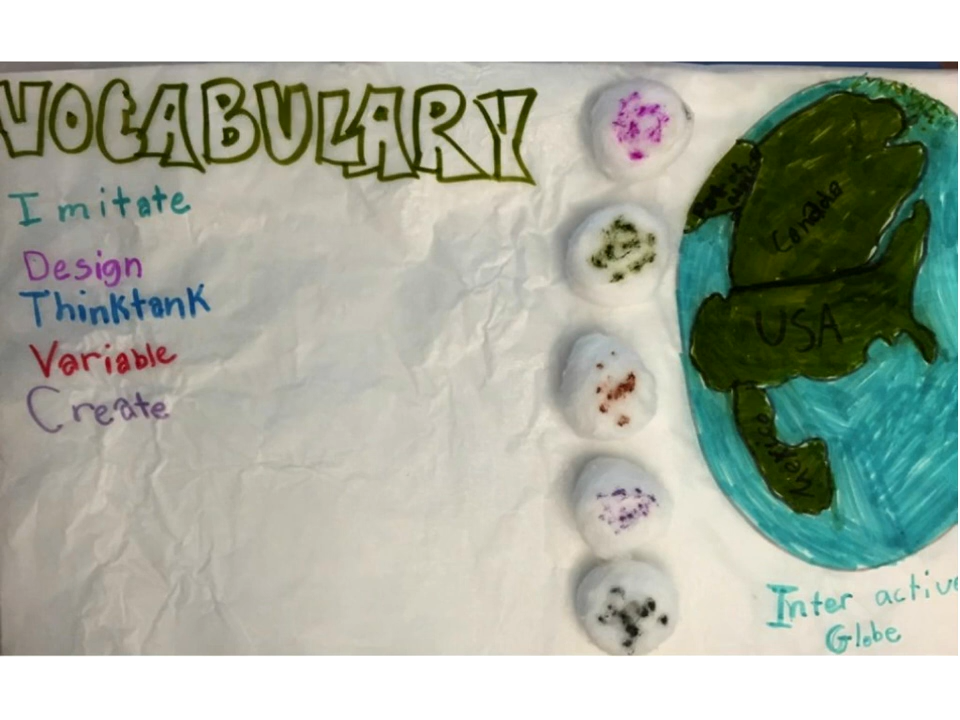 VOCABULARY
Imitate
Design
Thinktank
Variable
Create
Canada
USA
Mexico
Inter active
Globe